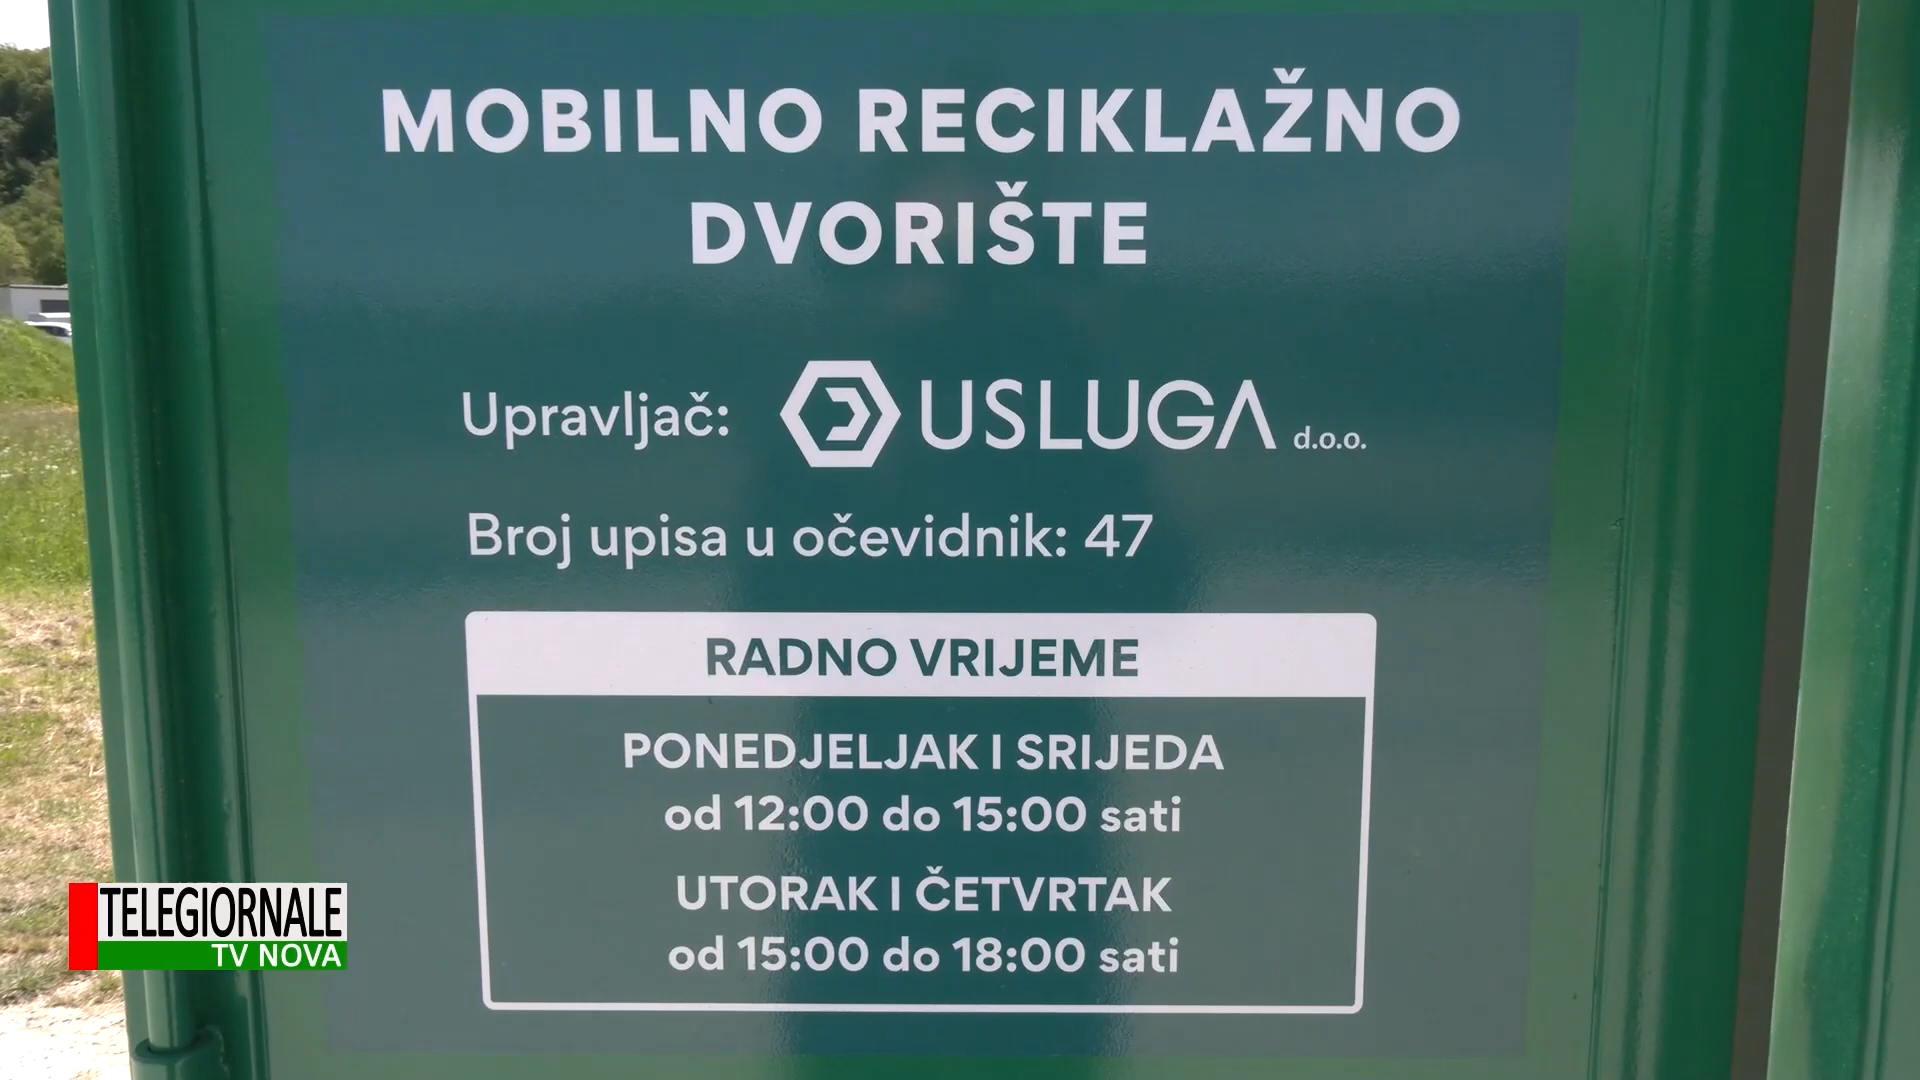 MOBILNO RECIKLAŽNO
DVORIŠTE
Upravljač: USLUGA d.o.o.
Broj upisa u očevidnik: 47
RADNO VRIJEME
PONEDJELJAK I SRIJEDA
od 12:00 do 15:00 sati
UTORAK I ČETVRTAK
od 15:00 do 18:00 sati
TELEGIORNALE
TV NOVA